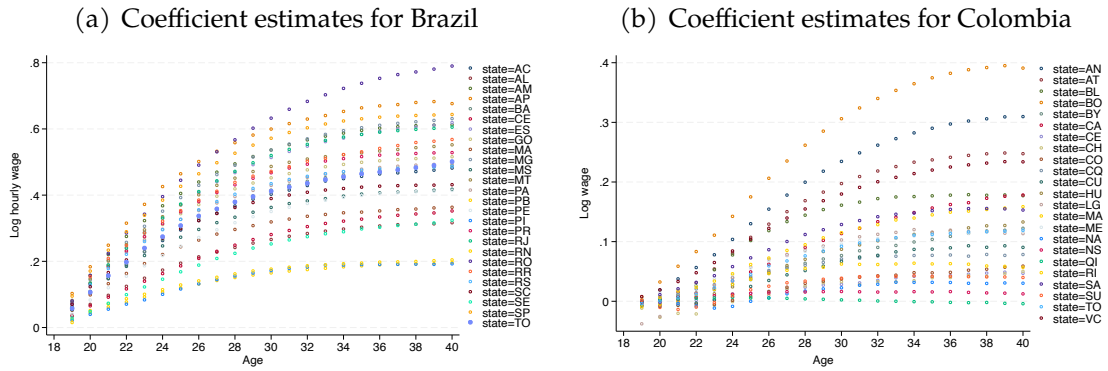 (a) Coefficient estimates for Brazil
.8
.6
.4
.2
0
Log hourly wage
18 20 22 24 26 28 30 32 34 36 38 40
Age
state=AC
state=AL
state=AM
state=AP
state=BA
state=CE
state=ES
state=GO
state=MA
state=MG
state=MS
state=MT
state=PA
state=PB
state=PE
state=PI
state=PR
state=RJ
state=RN
state=RO
state=RR
state=RS
state=SC
state=SE
state=SP
state=TO
(b) Coefficient estimates for Colombia
.4
.3
.2
.1
0
Log wage
18 20 22 24 26 28 30 32 34 36 38 40
Age
state=AN
state=AT
state=BL
state=BO
state=BY
state=CA
state=CE
state=CH
state=CO
state=CQ
state=CU
state=HU
state=LG
state=MA
state=ME
state=NA
state=NS
state=QI
state=RI
state=SA
state=SU
state=TO
state=VC